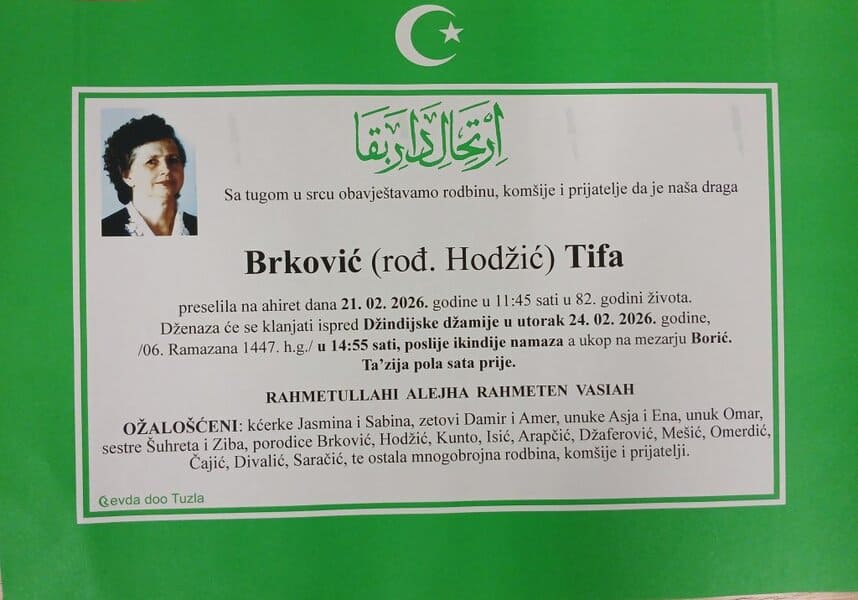 اِرْتِحَالِ دَارِبَقَا
Sa tugom u srcu obavještavamo rodbinu, komšije i prijatelje da je naša draga
Brković (rođ. Hodžić) Tifa
preselila na ahiret dana 21. 02. 2026. godine u 11:45 sati u 82. godini života.
Dženaza će se klanjati ispred Džindijske džamije u utorak 24. 02. 2026. godine,
/06. Ramazana 1447. h.g./ u 14:55 sati, poslije ikindije namaza a ukop na mezarju Borić.
Ta'zija pola sata prije.
RAHMETULLAHI ALEJHA RAHMETEN VASIAH
OŽALOŠĆENI: kćerke Jasmina i Sabina, zetovi Damir i Amer, unuke Asja i Ena, unuk Omar,
sestre Šuhreta i Ziba, porodice Brković, Hodžić, Kunto, Isić, Arapčić, Džaferović, Mešić, Omerdić,
Čajić, Divalić, Saračić, te ostala mnogobrojna rodbina, komšije i prijatelji.
evda doo Tuzla